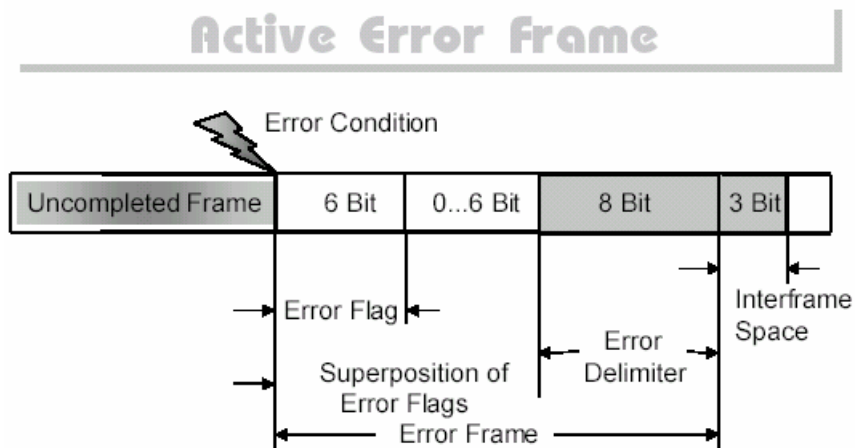 Active Error Frame
Error Condition
Uncompleted Frame 6 Bit 0...6 Bit 8 Bit 3 Bit
Error Flag
Interframe
Space
Error
Delimiter
Superposition of
Error Flags
Error Frame